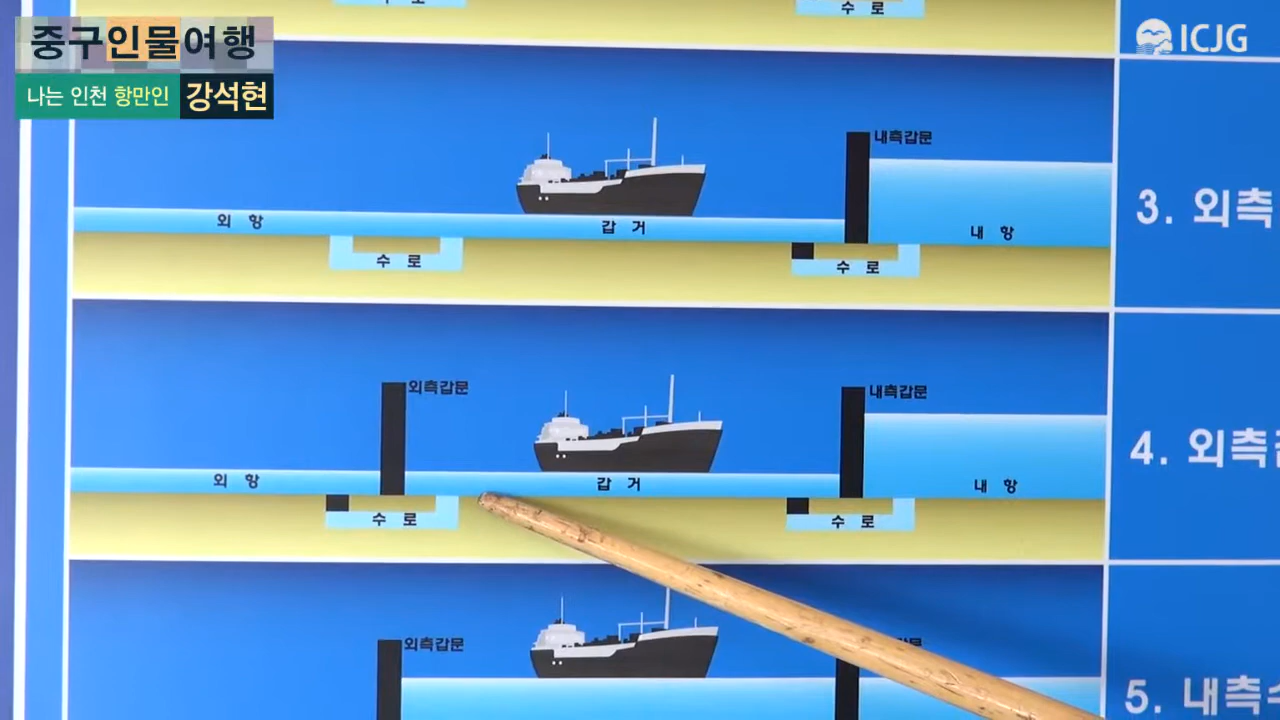 중구인물여행
나는 인천 항만인 강석현
ICJG
수 로
내측갑문
외 항
갑 거
내 항
수 로
수 로
3. 외측
외측갑문
내측갑문
외 항
갑 거
내 항
수 로
수 로
4. 외측
외측갑문
5. 내측